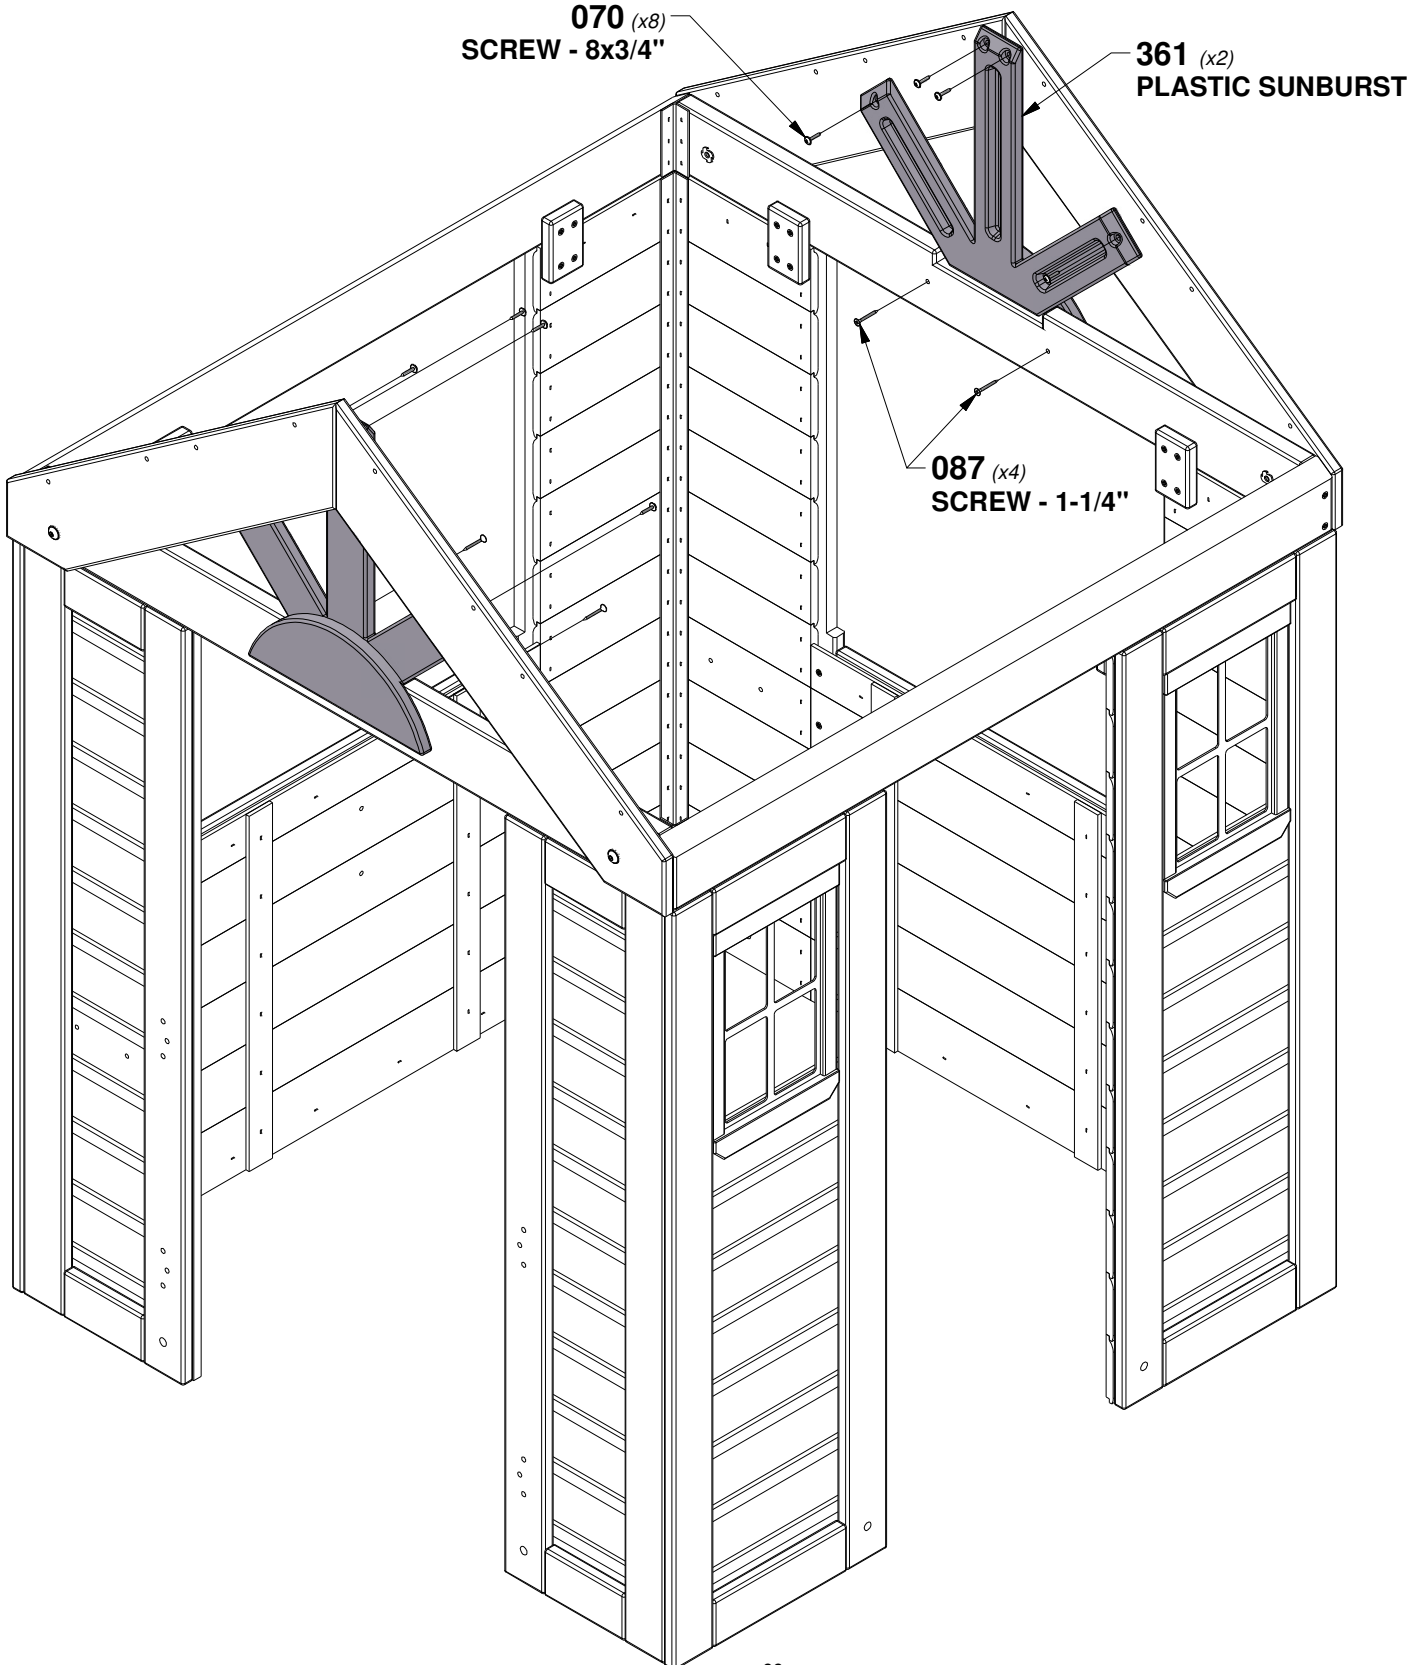 070 (x8)
SCREW - 8x3/4"
361 (x2)
PLASTIC SUNBURST
087 (x4)
SCREW - 1-1/4"